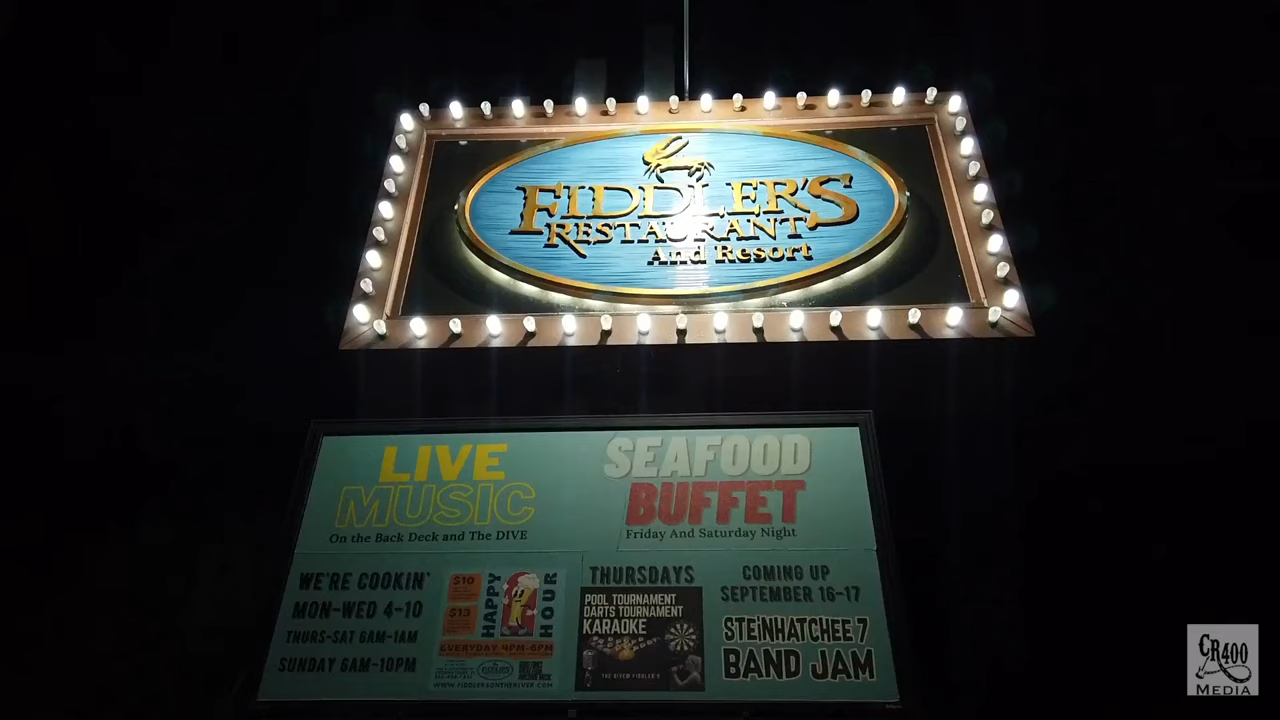 FIDDLER'S
RESTAURANT
And Resort
LIVE
MUSIC
On the Back Deck and The DIVE
SEAFOOD
BUFFET
Friday And Saturday Night
WE'RE COOKIN'
MON-WED 4-10
THURS-SAT 6AM-1AM
SUNDAY 6AM-10PM
$10
$13
HAPPY
HOUR
EVERYDAY 4PM-6PM
WWW.FIDDLERSONTHERIVER.COM
THURSDAYS
POOL TOURNAMENT
DARTS TOURNAMENT
KARAOKE
THE DIVE@ FIDDLER'S
COMING UP
SEPTEMBER 16-17
STEINHATCHEE 7
BAND JAM
CR400
MEDIA